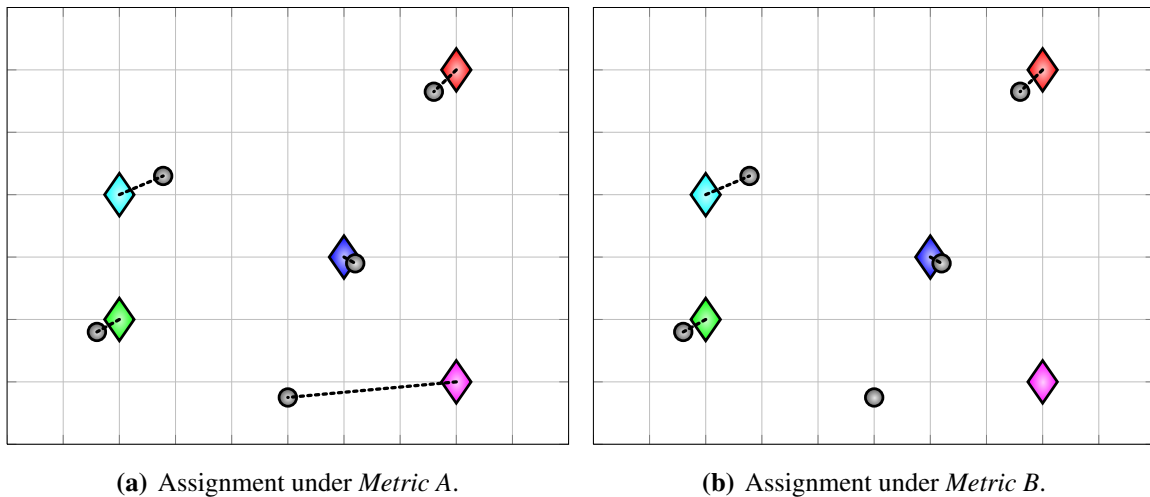 (a) Assignment under Metric A.
(b) Assignment under Metric B.